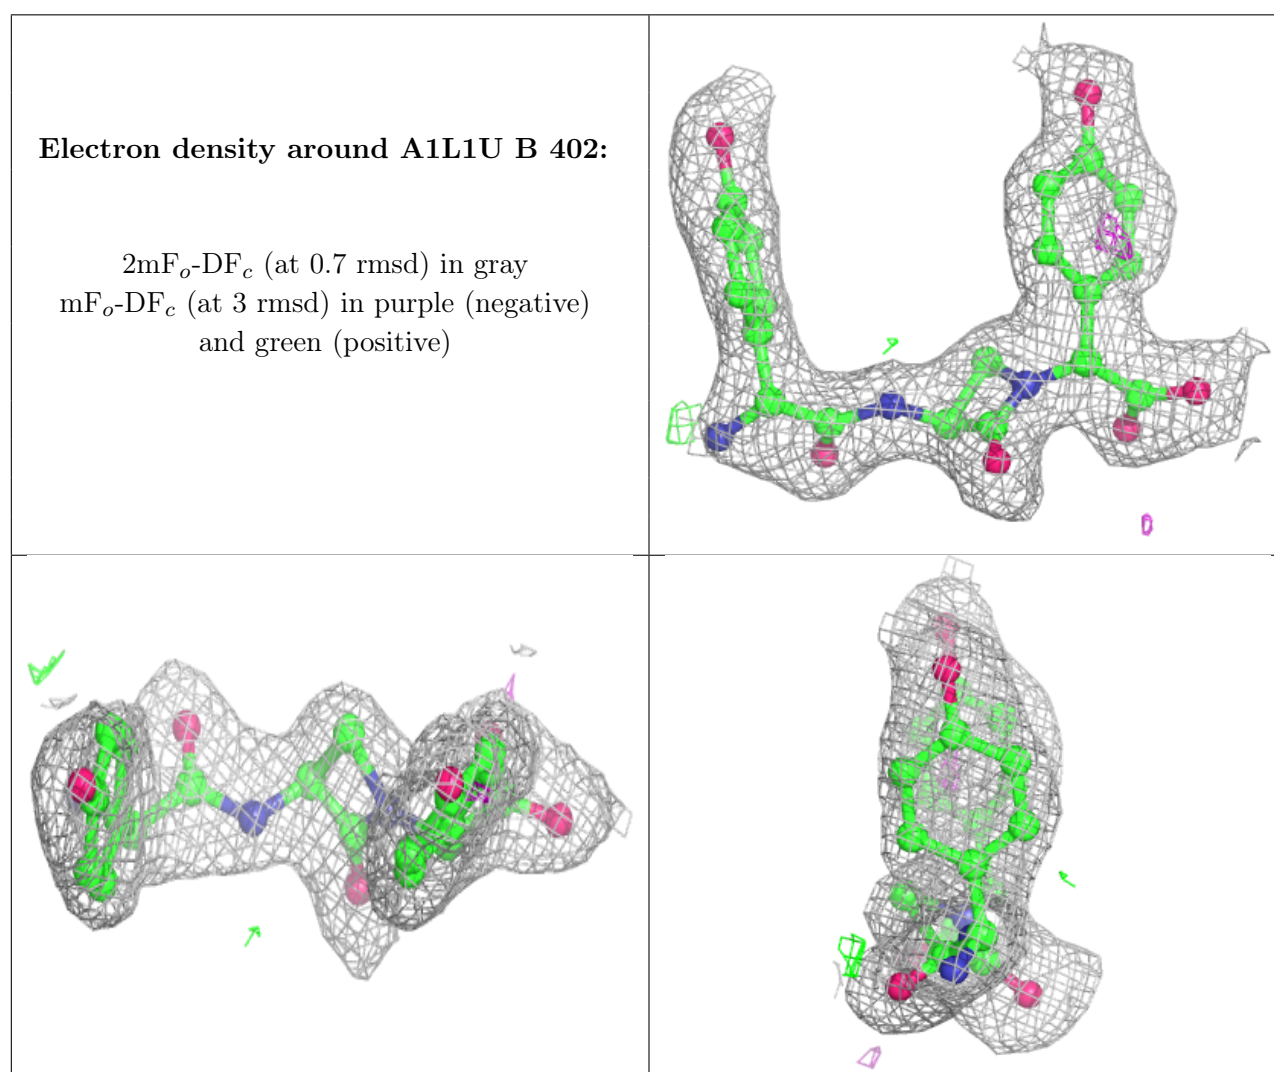 Electron density around A1L1U B 402:
2mFo-DFc (at 0.7 rmsd) in gray
mFo-DFc (at 3 rmsd) in purple (negative)
and green (positive)